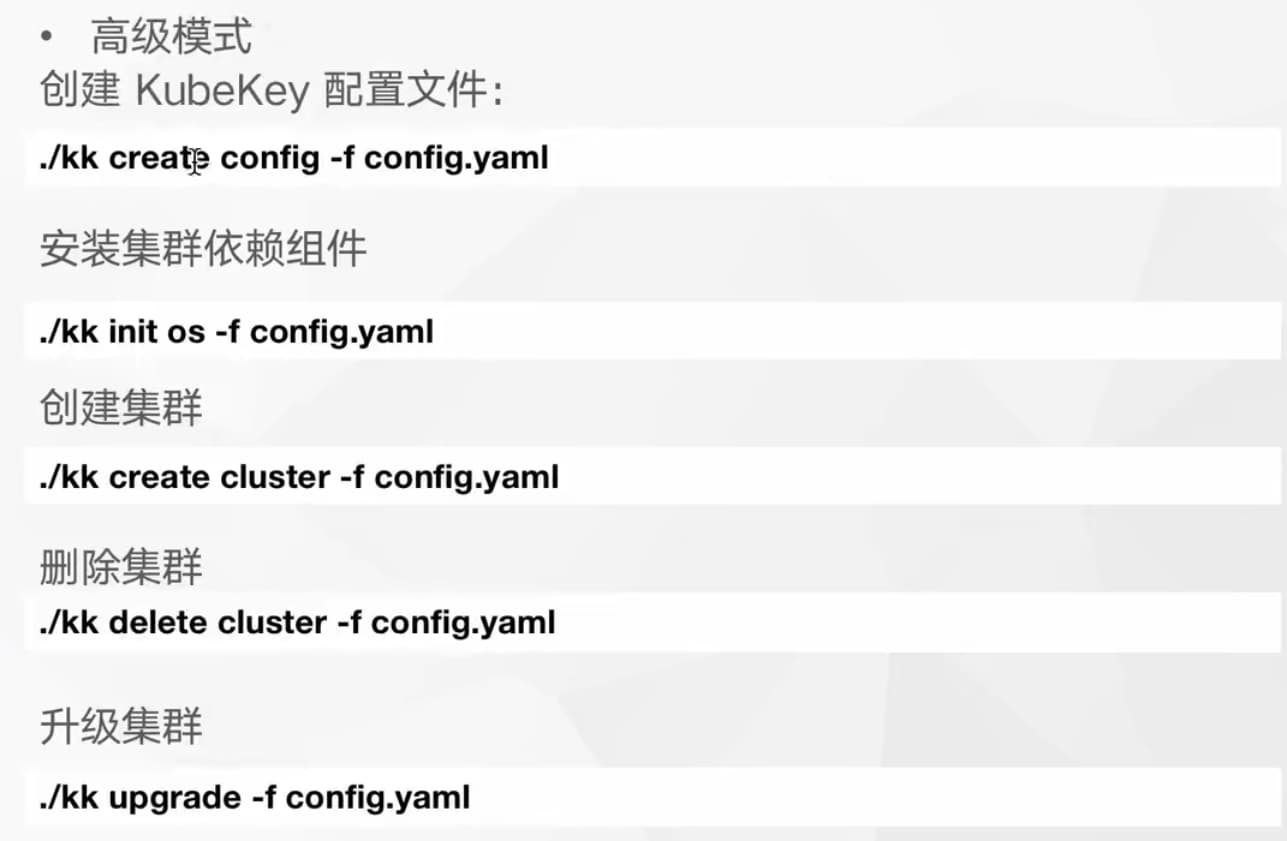 • 高级模式
创建 KubeKey 配置文件：
./kk create config -f config.yaml
安装集群依赖组件
./kk init os -f config.yaml
创建集群
./kk create cluster -f config.yaml
删除集群
./kk delete cluster -f config.yaml
升级集群
./kk upgrade -f config.yaml